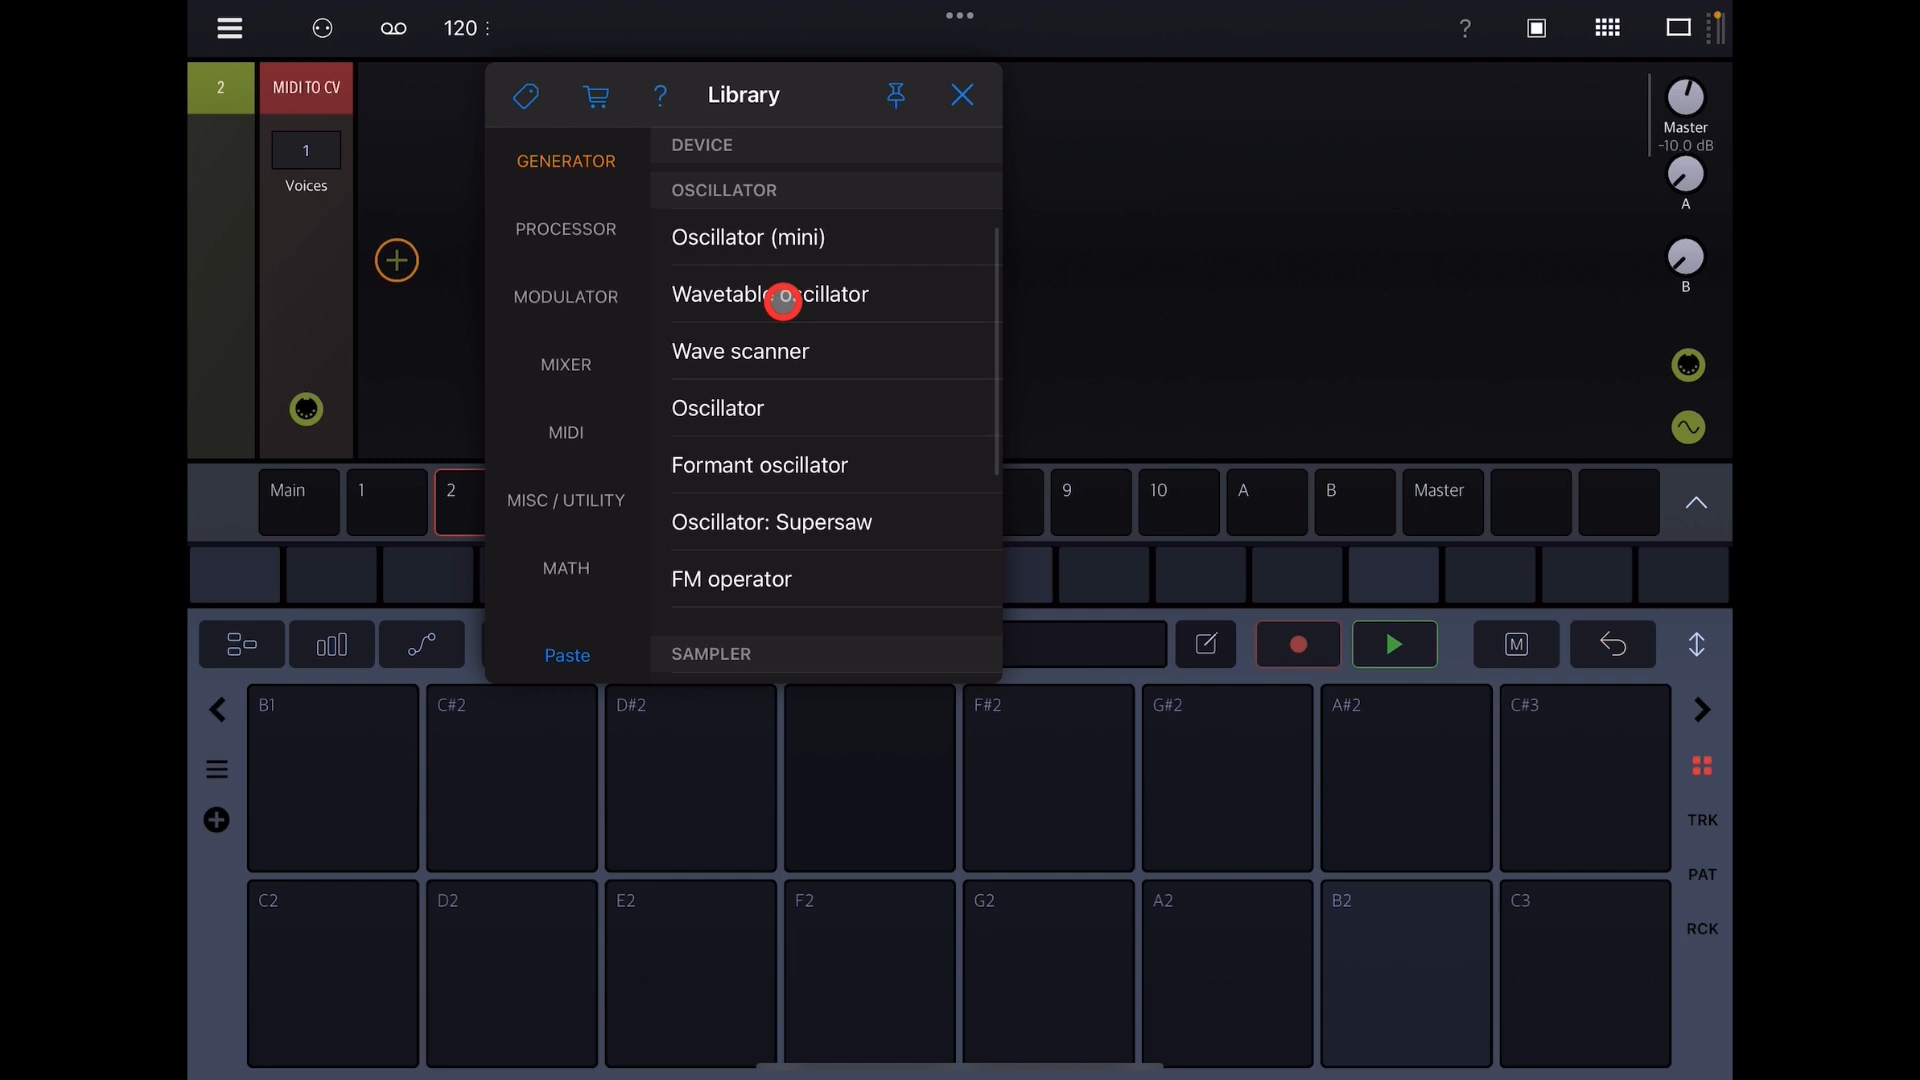 120
?
2
MIDI TO CV
1
Voices
? Library
GENERATOR
PROCESSOR
MODULATOR
MIXER
MIDI
MISC / UTILITY
MATH
Paste
DEVICE
OSCILLATOR
Oscillator (mini)
Wavetable oscillator
Wave scanner
Oscillator
Formant oscillator
Oscillator: Supersaw
FM operator
SAMPLER
Master
-10.0 dB
A
B
Main 1 2 9 10 A B Master
M
B1 C#2 D#2 F#2 G#2 A#2 C#3
C2 D2 E2 F2 G2 A2 B2 C3
TRK
PAT
RCK